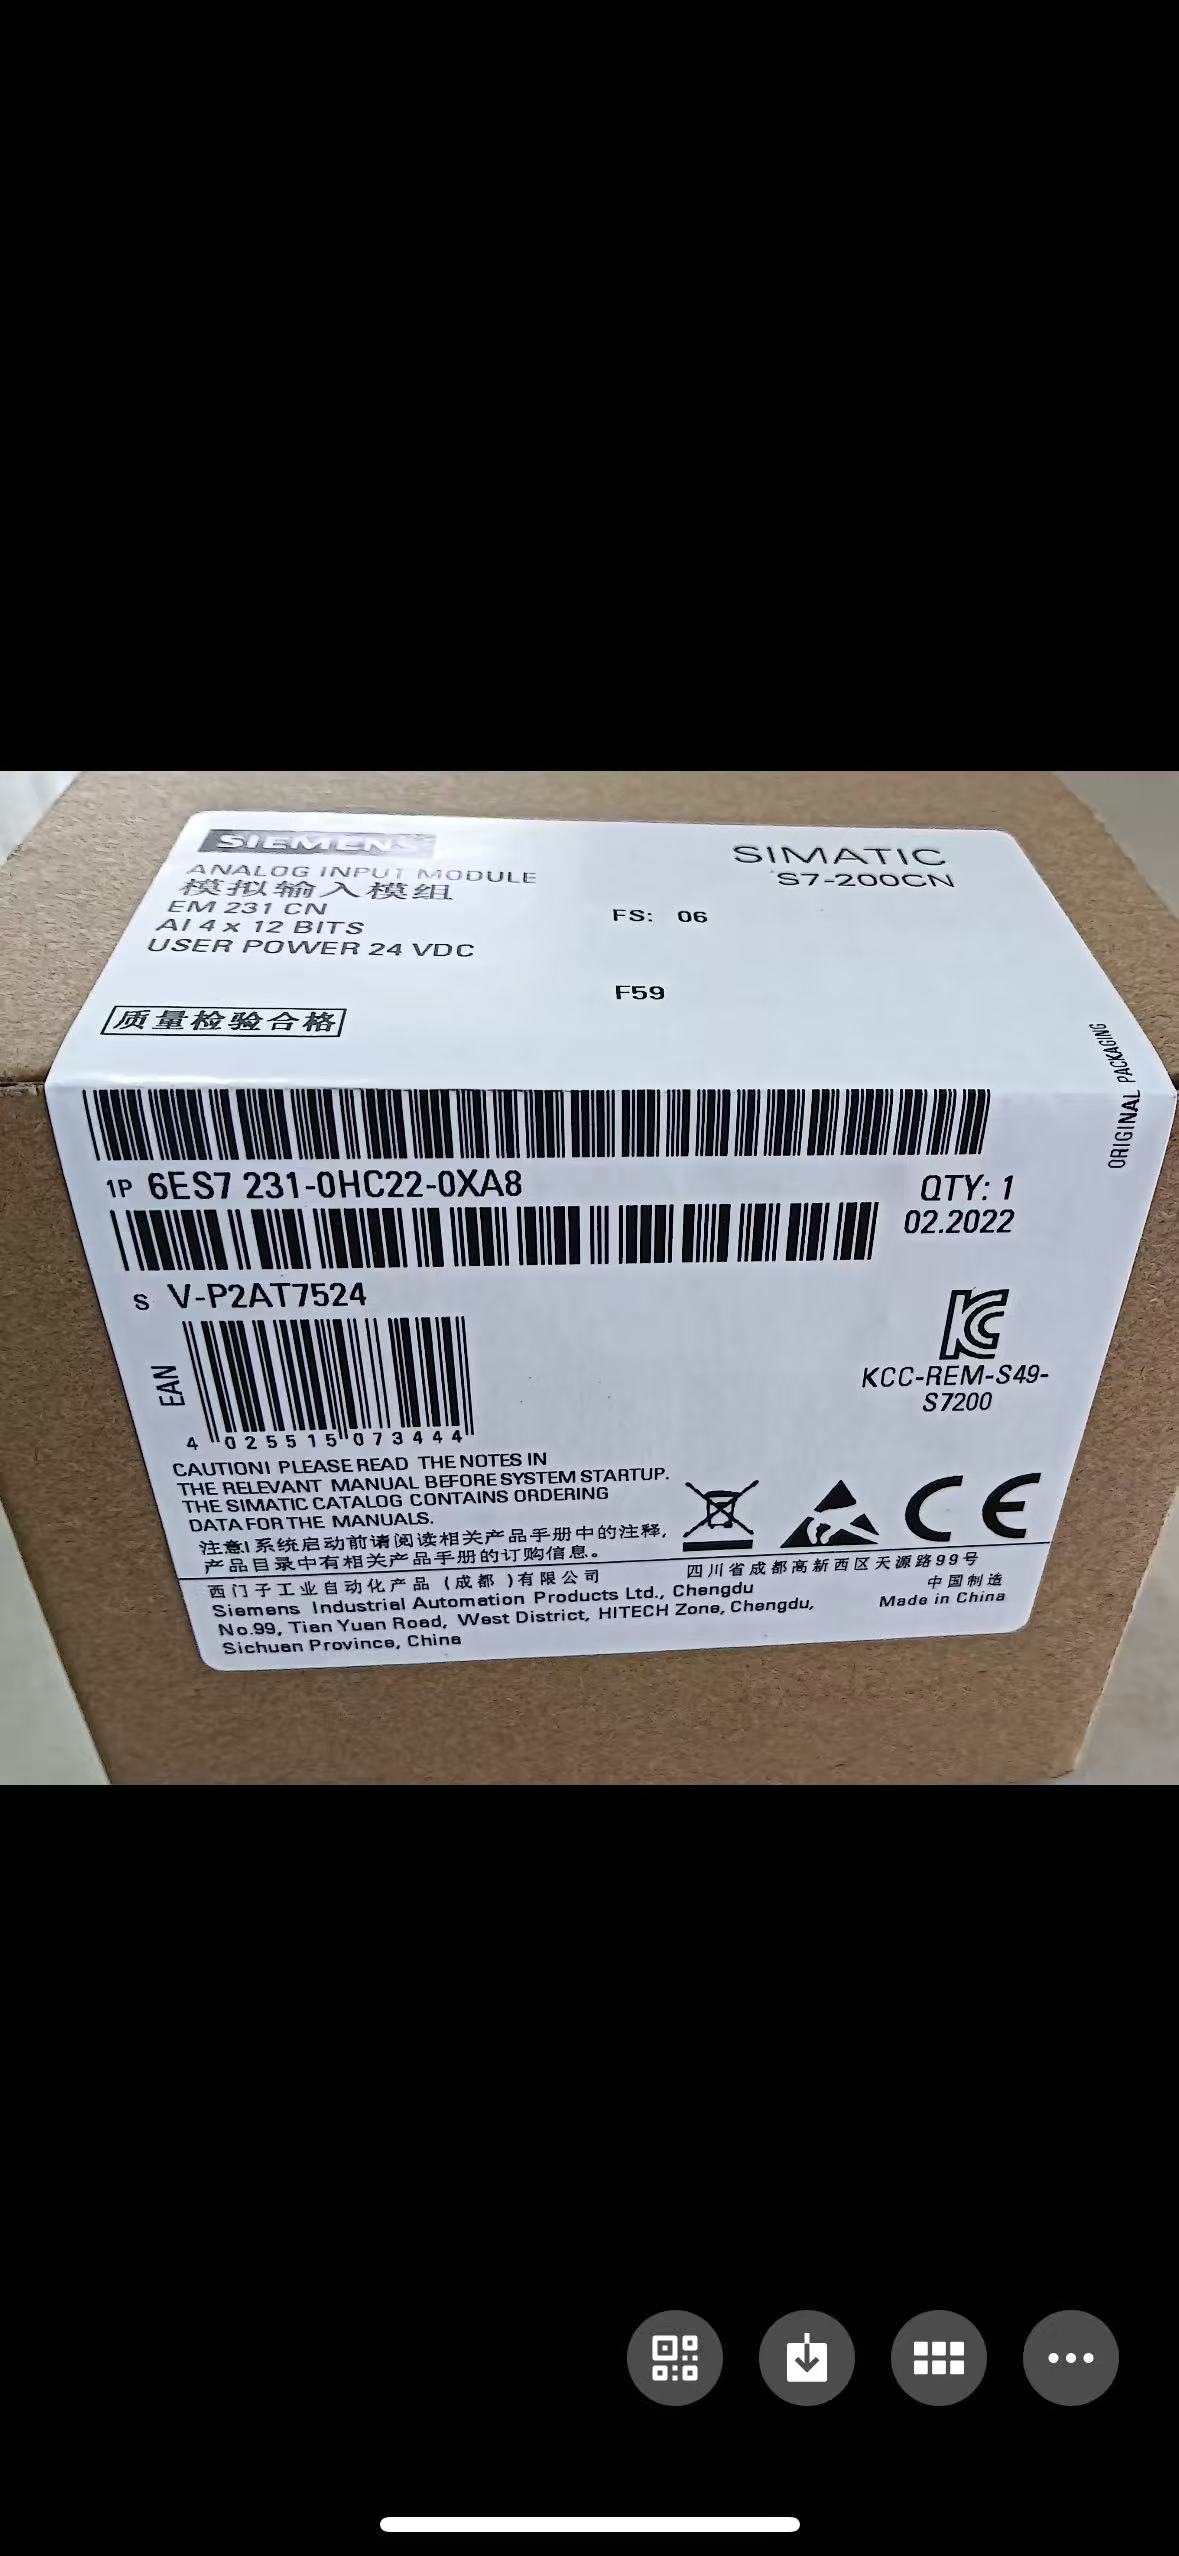 SIEMENS
ANALOG INPUT MODULE
模拟输入模组
EM 231 CN
AI 4 x 12 BITS
USER POWER 24 VDC
SIMATIC
S7-200CN
FS: 06
F59
质量检验合格
ORIGINAL PACKAGING
1P 6ES7 231-0HC22-0XA8
QTY: 1
02.2022
S V-P2AT7524
EAN
4 025515 073444
KCC-REM-S49-
S7200
CAUTION! PLEASE READ THE NOTES IN
THE RELEVANT MANUAL BEFORE SYSTEM STARTUP.
THE SIMATIC CATALOG CONTAINS ORDERING
DATA FOR THE MANUALS.
注意!系统启动前请阅读相关产品手册中的注释,
产品目录中有相关产品手册的订购信息。
CE
西门子工业自动化产品(成都)有限公司
四川省成都高新西区天源路99号
Siemens Industrial Automation Products Ltd., Chengdu
No.99, Tian Yuan Road, West District, HITECH Zone, Chengdu,
Sichuan Province, China
中国制造
Made in China